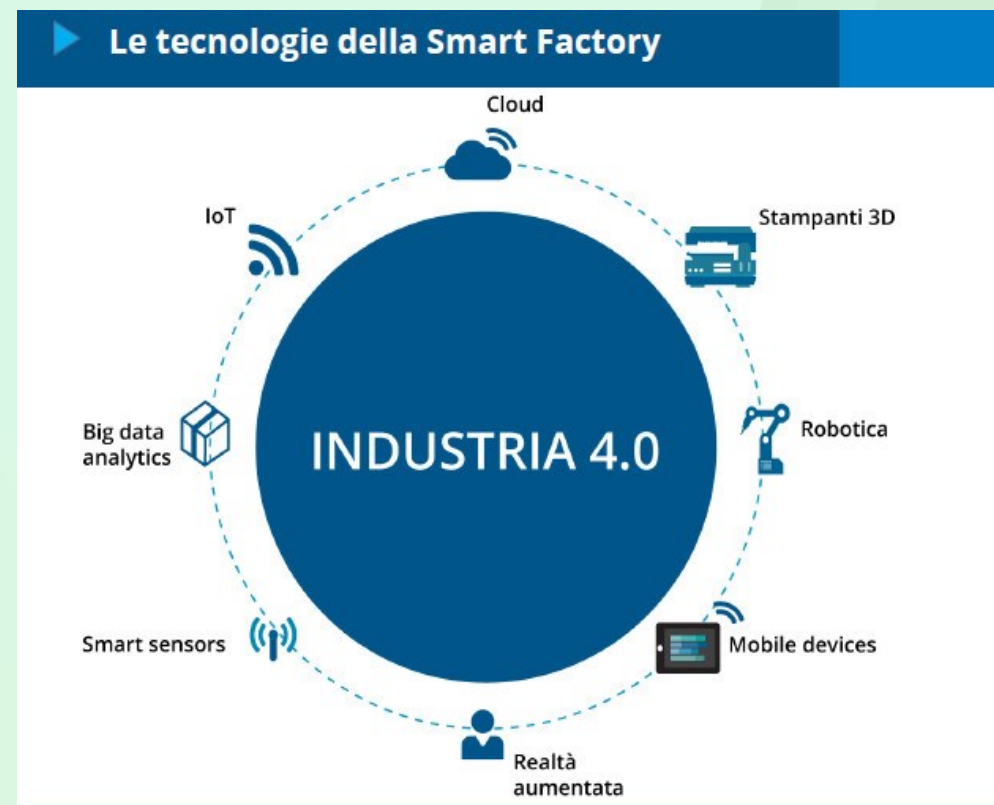 Le tecnologie della Smart Factory
Cloud
IoT
Stampanti 3D
Big data
analytics
INDUSTRIA 4.0
Robotica
Smart sensors
Mobile devices
Realtà
aumentata